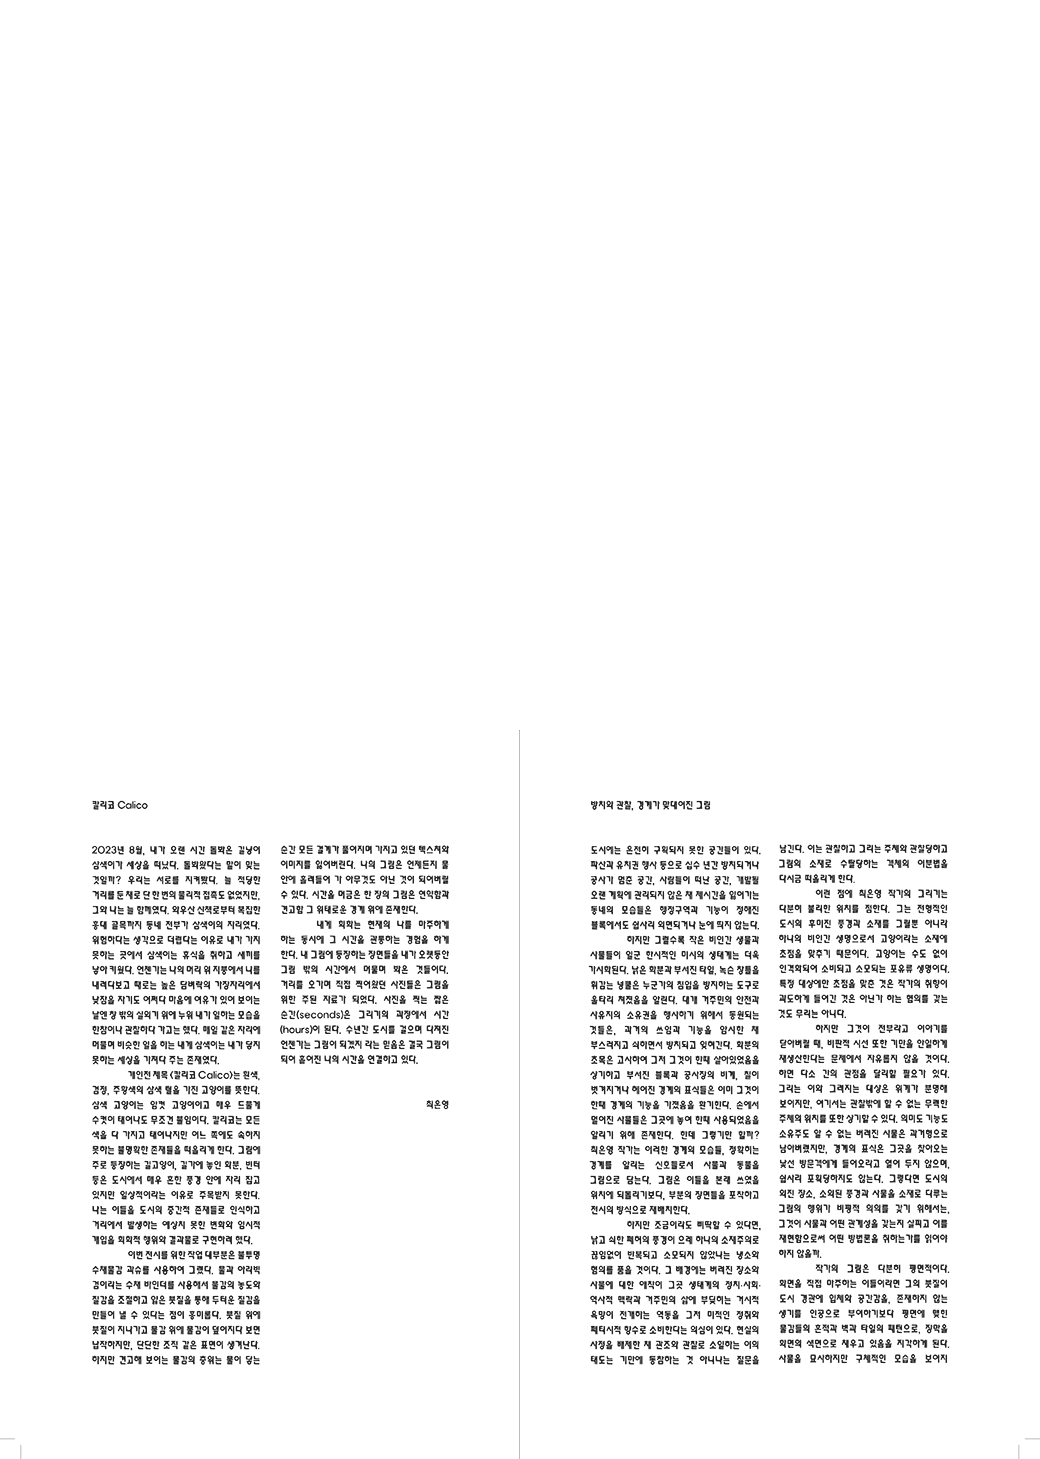 칼리코 Calico
2023년 8월, 내가 오랜 시간 돌봐온 길냥이
삼색이가 세상을 떠났다. 돌봐왔다는 말이 맞는
것일까? 우리는 서로를 지켜봤다. 늘 적당한
거리를 둔 채로 단 한 번의 물리적 접촉도 없었지만,
그와 나는 늘 함께였다. 와우산 산책로부터 복잡한
홍대 골목까지 동네 전부가 삼색이의 자리였다.
위험하다는 생각으로 더럽다는 이유로 내가 가지
못하는 곳에서 삼색이는 휴식을 취하고 새끼를
낳아 키웠다. 언젠가는 나의 머리 위 지붕에서 나를
내려다보고 때로는 높은 담벼락의 가장자리에서
낮잠을 자기도 어쩌다 마음에 여유가 있어 보이는
날엔 창 밖의 실외기 위에 누워 내가 일하는 모습을
한참이나 관찰하다 가고는 했다. 매일 같은 자리에
머물며 비슷한 일을 하는 내게 삼색이는 내가 닿지
못하는 세상을 가져다 주는 존재였다.
개인전 제목 〈칼리코 Calico〉는 흰색,
검정, 주황색의 삼색 털을 가진 고양이를 뜻한다.
삼색 고양이는 암컷 고양이이고 매우 드물게
수컷이 태어나도 무조건 불임이다. 칼리코는 모든
색을 다 가지고 태어나지만 어느 쪽에도 속하지
못하는 불명확한 존재들을 떠올리게 한다. 그림에
주로 등장하는 길고양이, 길가에 놓인 화분, 빈터
등은 도시에서 매우 흔한 풍경 안에 자리 잡고
있지만 일상적이라는 이유로 주목받지 못한다.
나는 이들을 도시의 중간적 존재들로 인식하고
거리에서 발생하는 예상치 못한 변화와 임시적
개입을 회화적 행위와 결과물로 구현하려 했다.
이번 전시를 위한 작업 대부분은 불투명
수채물감 과슈를 사용하여 그렸다. 물과 아라빅
검이라는 수채 바인더를 사용해서 물감의 농도와
질감을 조절하고 얇은 붓질을 통해 두터운 질감을
만들어 낼 수 있다는 점이 흥미롭다. 붓질 위에
붓질이 지나가고 물감 위에 물감이 덮어지다 보면
납작하지만, 단단한 조직 같은 표면이 생겨난다.
하지만 견고해 보이는 물감의 층위는 물이 닿는
순간 모든 결계가 풀어지며 가지고 있던 텍스쳐와
이미지를 잃어버린다. 나의 그림은 언제든지 물
안에 흘려들어 가 아무것도 아닌 것이 되어버릴
수 있다. 시간을 머금은 한 장의 그림은 연약함과
견고함 그 위태로운 경계 위에 존재한다.
내게 회화는 현재의 나를 마주하게
하는 동시에 그 시간을 관통하는 경험을 하게
한다. 내 그림에 등장하는 장면들을 내가 오랫동안
그림 밖의 시간에서 머물며 봐온 것들이다.
거리를 오가며 직접 찍어왔던 사진들은 그림을
위한 주된 자료가 되었다. 사진을 찍는 짧은
순간(seconds)은 그리기의 과정에서 시간
(hours)이 된다. 수년간 도시를 걸으며 다져진
언젠가는 그림이 되겠지 라는 믿음은 결국 그림이
되어 흩어진 나의 시간을 연결하고 있다.
최은영
방치와 관찰, 경계가 맞대어진 그림
도시에는 온전히 구획되지 못한 공간들이 있다.
파산과 유치권 행사 등으로 십수 년간 방치되거나
공사가 멈춘 공간, 사람들이 떠난 공간, 개발될
오랜 계획에 관리되지 않은 채 제시간을 잃어가는
동네의 모습들은 행정구역과 기능이 정해진
블록에서도 쉽사리 외면되거나 눈에 띄지 않는다.
하지만 그럴수록 작은 비인간 생물과
사물들이 일군 한시적인 미시의 생태계는 더욱
가시화된다. 낡은 화분과 부서진 타일, 녹슨 창틀을
휘감은 넝쿨은 누군가의 침입을 방지하는 도구로
울타리 쳐졌음을 알린다. 대개 거주민의 안전과
사유지의 소유권을 행사하기 위해서 동원되는
것들은, 과거의 쓰임과 기능을 암시한 채
부스러지고 쇠하면서 방치되고 잊혀간다. 화분의
초목은 고사하여 그저 그것이 한때 살아있었음을
상기하고 부서진 블록과 공사장의 비계, 칠이
벗겨지거나 헤어진 경계의 표식들은 이미 그것이
한때 경계의 기능을 가졌음을 환기한다. 손에서
멀어진 사물들은 그곳에 놓여 한때 사용되었음을
알리기 위해 존재한다. 헌데 그렇기만 할까?
최은영 작가는 이러한 경계의 모습들, 정확히는
경계를 알리는 신호들로서 사물과 동물을
그림으로 담는다. 그림은 이들을 본래 쓰였을
위치에 되돌리기보다, 부분의 장면들을 포착하고
전시의 방식으로 재배치한다.
하지만 조금이라도 삐딱할 수 있다면,
낡고 쇠한 폐허의 풍경이 으레 하나의 소재주의로
끊임없이 반복되고 소모되지 않았냐는 냉소와
혐의를 품을 것이다. 그 배경에는 버려진 장소와
사물에 대한 애착이 그곳 생태계의 정치·사회·
역사적 맥락과 거주민의 삶에 부딪히는 거시적
욕망이 전개하는 역동을 그저 미적인 정취와
페티시적 향수로 소비한다는 의심이 있다. 현실의
사정을 배제한 채 관조와 관찰로 소일하는 이의
태도는 기만에 동참하는 것 아니냐는 질문을
남긴다. 이는 관찰하고 그리는 주체와 관찰당하고
그림의 소재로 수탈당하는 객체의 이분법을
다시금 떠올리게 한다.
이런 점에 최은영 작가의 그리기는
다분히 불리한 위치를 점한다. 그는 전형적인
도시의 후미진 풍경과 소재를 그릴뿐 아니라
하나의 비인간 생명으로서 고양이라는 소재에
초점을 맞추기 때문이다. 고양이는 수도 없이
인격화되어 소비되고 소모되는 포유류 생명이다.
특정 대상에만 초점을 맞춘 것은 작가의 취향이
과도하게 들어간 것은 아닌가 하는 혐의를 갖는
것도 무리는 아니다.
하지만 그것이 전부라고 이야기를
닫아버릴 때, 비판적 시선 또한 기만을 안일하게
재생산한다는 문제에서 자유롭지 않을 것이다.
하면 다소 간의 관점을 달리할 필요가 있다.
그리는 이와 그려지는 대상은 위계가 분명해
보이지만, 여기서는 관찰밖에 할 수 없는 무력한
주체의 위치를 또한 상기할 수 있다. 의미도 기능도
소유주도 알 수 없는 버려진 사물은 과거형으로
남아버렸지만, 경계의 표식은 그곳을 찾아오는
낯선 방문객에게 들어오라고 열어 두지 않으며,
쉽사리 포획당하지도 않는다. 그렇다면 도시의
외진 장소, 소외된 풍경과 사물을 소재로 다루는
그림의 행위가 비평적 의의를 갖기 위해서는,
그것이 사물과 어떤 관계성을 갖는지 살피고 이를
재현함으로써 어떤 방법론을 취하는가를 읽어야
하지 않을까.
작가의 그림은 다분히 평면적이다.
화면을 직접 마주하는 이들이라면 그의 붓질이
도시 경관에 입체와 공간감을, 존재하지 않는
생기를 인공으로 부여하기보다 평면에 맺힌
물감들의 흔적과 벽과 타일의 패턴으로, 장막을
화면의 색면으로 채우고 있음을 지각하게 된다.
사물을 묘사하지만 구체적인 모습을 보이지